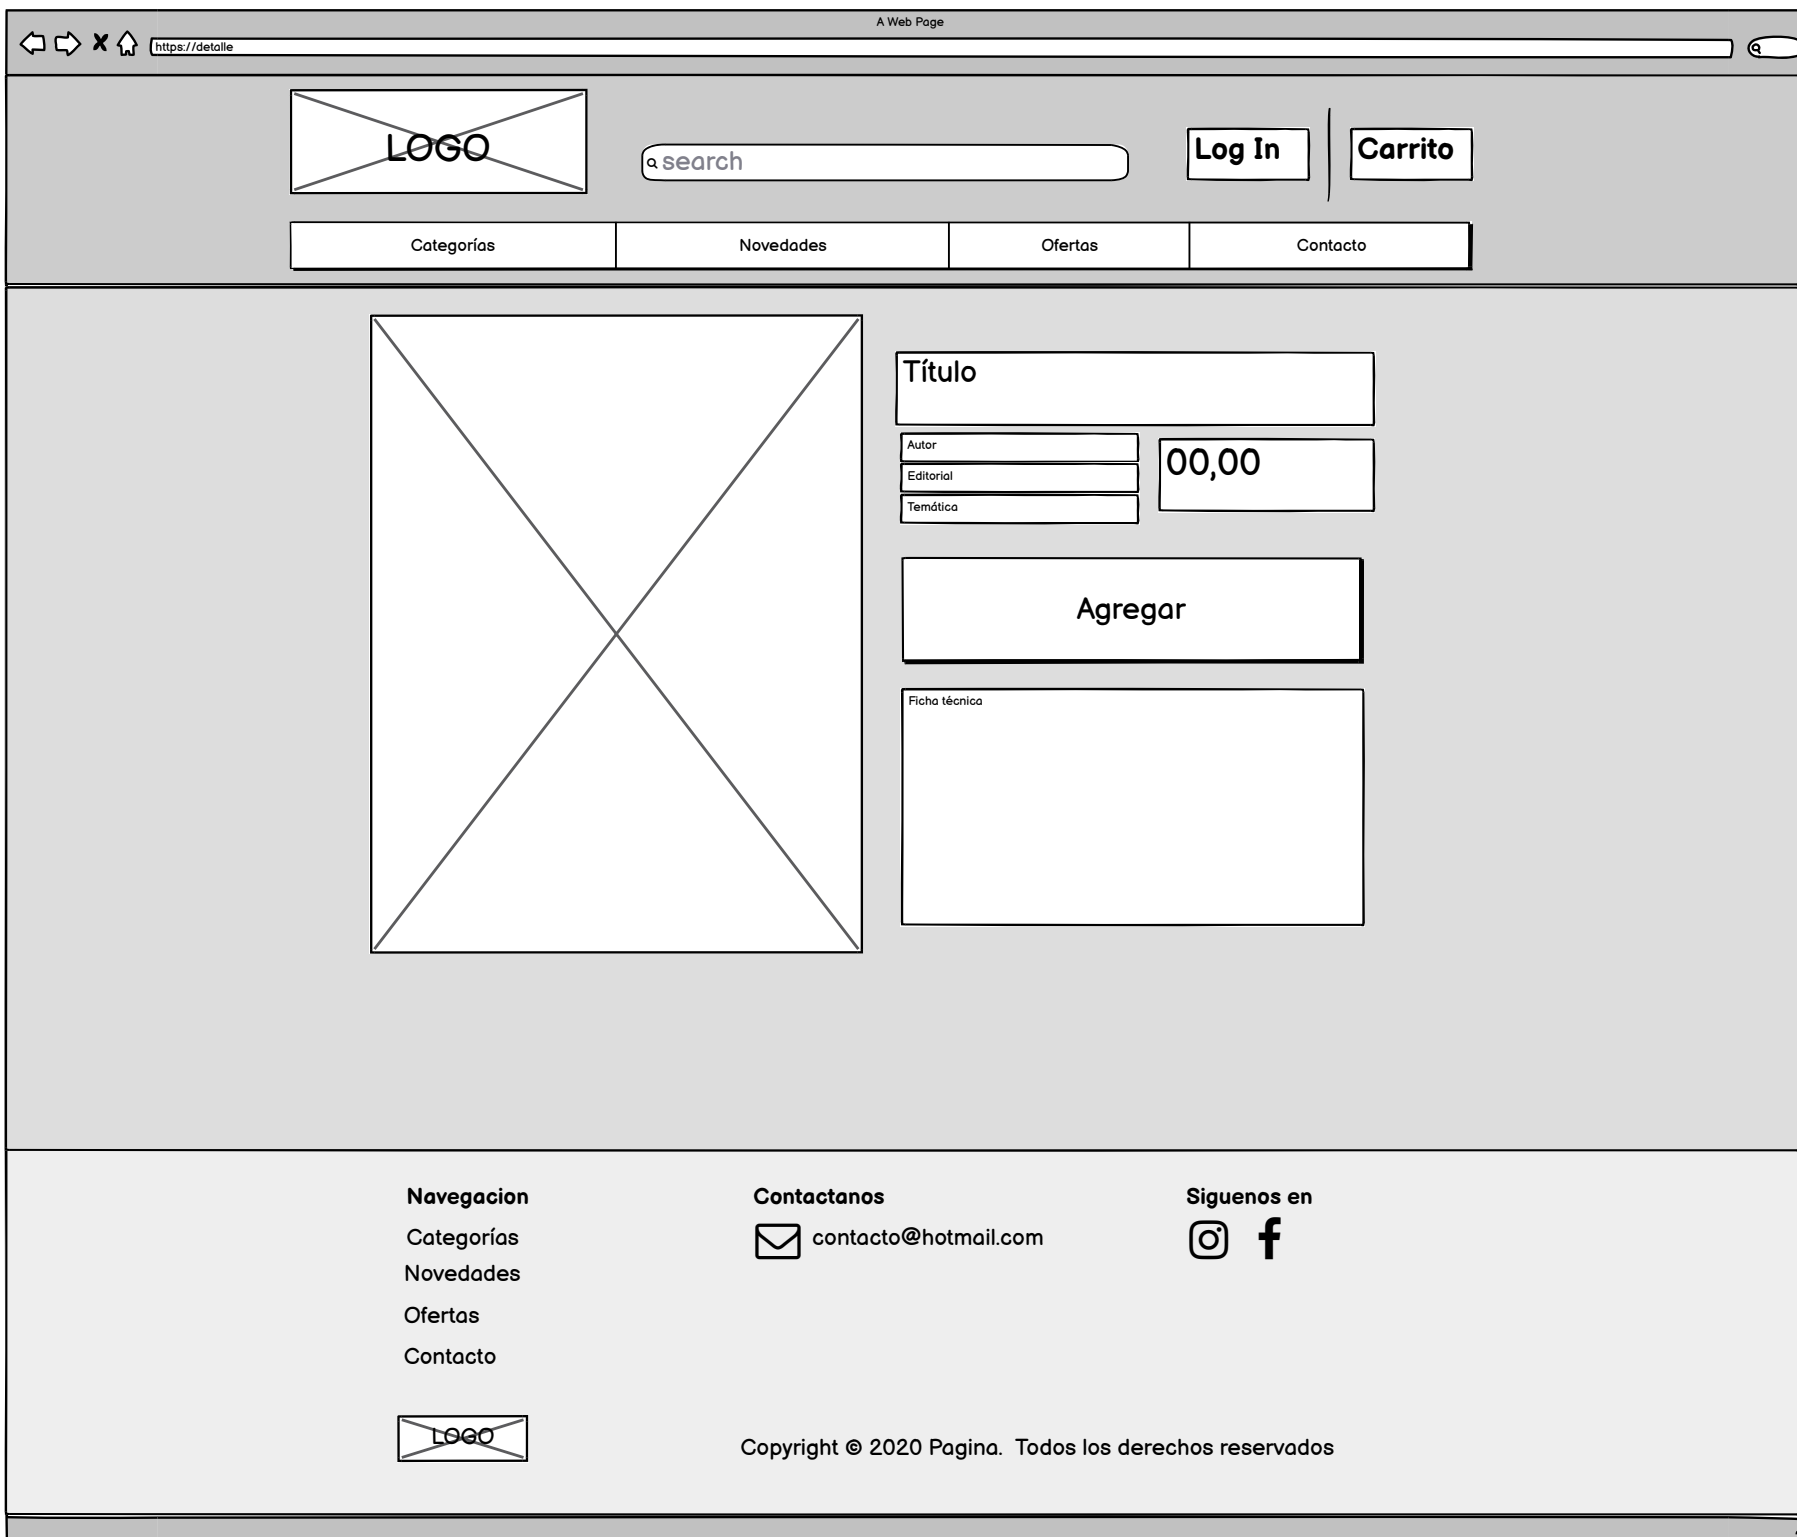 A Web Page
https://detalle
LOGO
search
Log In
Carrito
Categorías
Novedades
Ofertas
Contacto
Título
Autor
Editorial
Temática
00,00
Agregar
Ficha técnica
Navegacion
Categorías
Novedades
Ofertas
Contacto
Contactanos
contacto@hotmail.com
Siguenos en
LOGO
Copyright © 2020 Pagina. Todos los derechos reservados